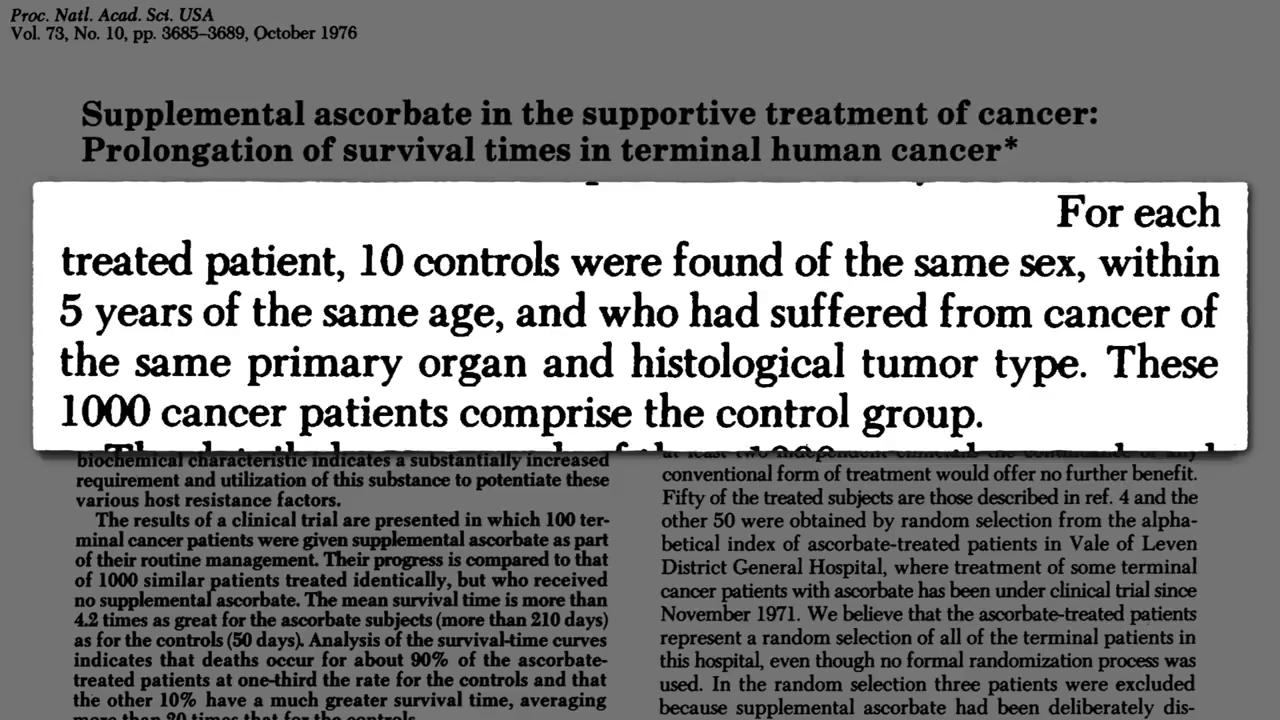 Proc. Natl. Acad. Sci. USA
Vol. 73, No. 10, pp. 3685–3689, October 1976
Supplemental ascorbate in the supportive treatment of cancer:
Prolongation of survival times in terminal human cancer*
For each
treated patient, 10 controls were found of the same sex, within
5 years of the same age, and who had suffered from cancer of
the same primary organ and histological tumor type. These
1000 cancer patients comprise the control group.
biochemical characteristic indicates a substantially increased
requirement and utilization of this substance to potentiate these
various host resistance factors.
The results of a clinical trial are presented in which 100 ter-
minal cancer patients were given supplemental ascorbate as part
of their routine management. Their progress is compared to that
of 1000 similar patients treated identically, but who received
no supplemental ascorbate. The mean survival time is more than
4.2 times as great for the ascorbate subjects (more than 210 days)
as for the controls (50 days). Analysis of the survival-time curves
indicates that deaths occur for about 90% of the ascorbate-
treated patients at one-third the rate for the controls and that
the other 10% have a much greater survival time, averaging
more than 20 times that for the controls.
conventional form of treatment would offer no further benefit.
Fifty of the treated subjects are those described in ref. 4 and the
other 50 were obtained by random selection from the alpha-
betical index of ascorbate-treated patients in Vale of Leven
District General Hospital, where treatment of some terminal
cancer patients with ascorbate has been under clinical trial since
November 1971. We believe that the ascorbate-treated patients
represent a random selection of all of the terminal patients in
this hospital, even though no formal randomization process was
used. In the random selection three patients were excluded
because supplemental ascorbate had been deliberately dis-